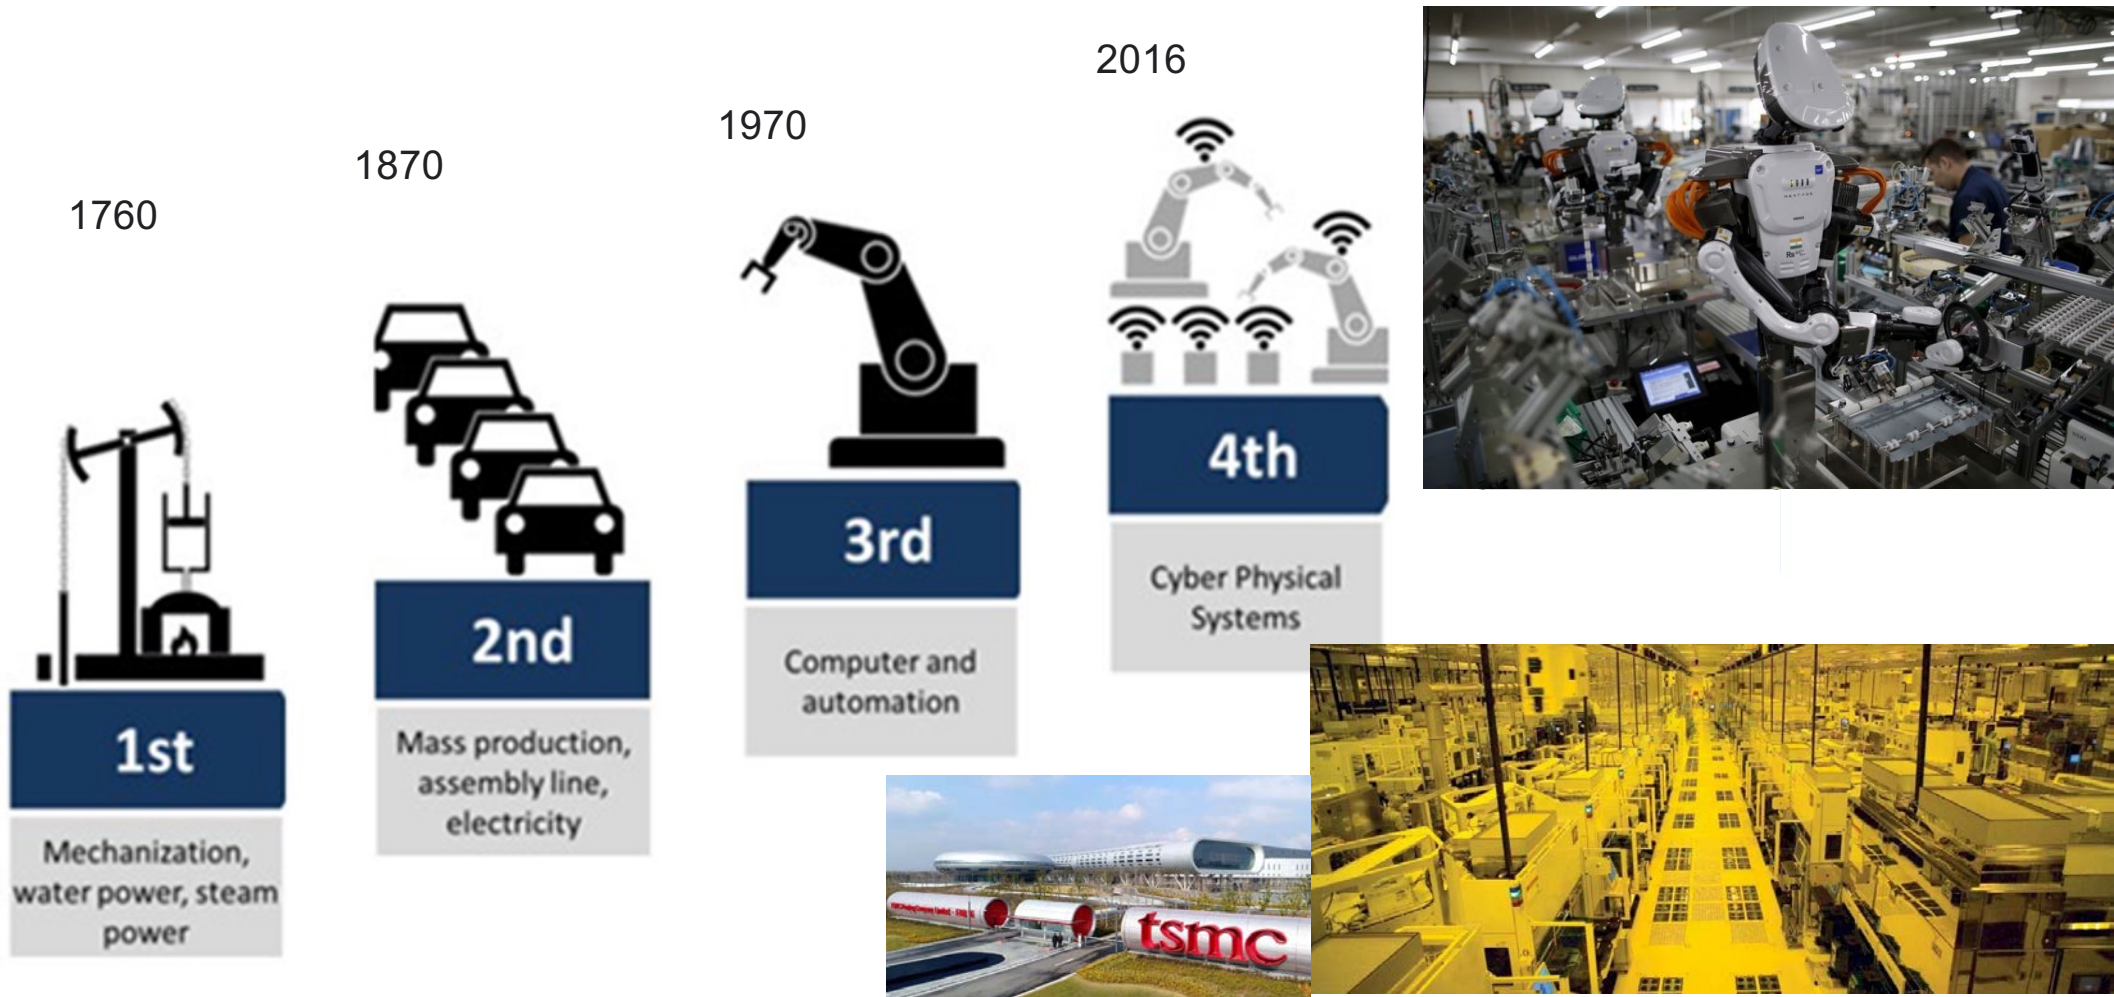 1760
1870
1970
2016
1st
Mechanization,
water power, steam
power
2nd
Mass production,
assembly line,
electricity
3rd
Computer and
automation
4th
Cyber Physical
Systems
tsmc